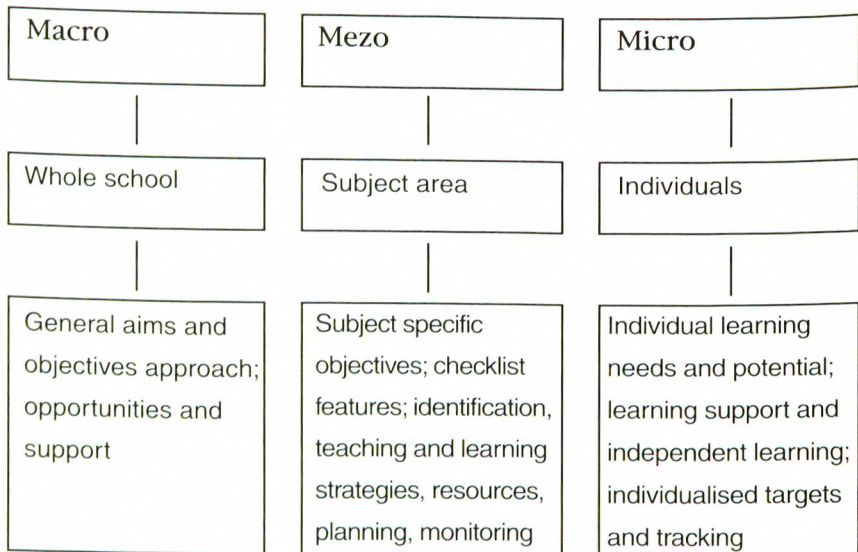 Macro
Whole school
General aims and
objectives approach;
opportunities and
support
Mezo
Subject area
Subject specific
objectives; checklist
features; identification,
teaching and learning
strategies, resources,
planning, monitoring
Micro
Individuals
Individual learning
needs and potential;
learning support and
independent learning;
individualised targets
and tracking